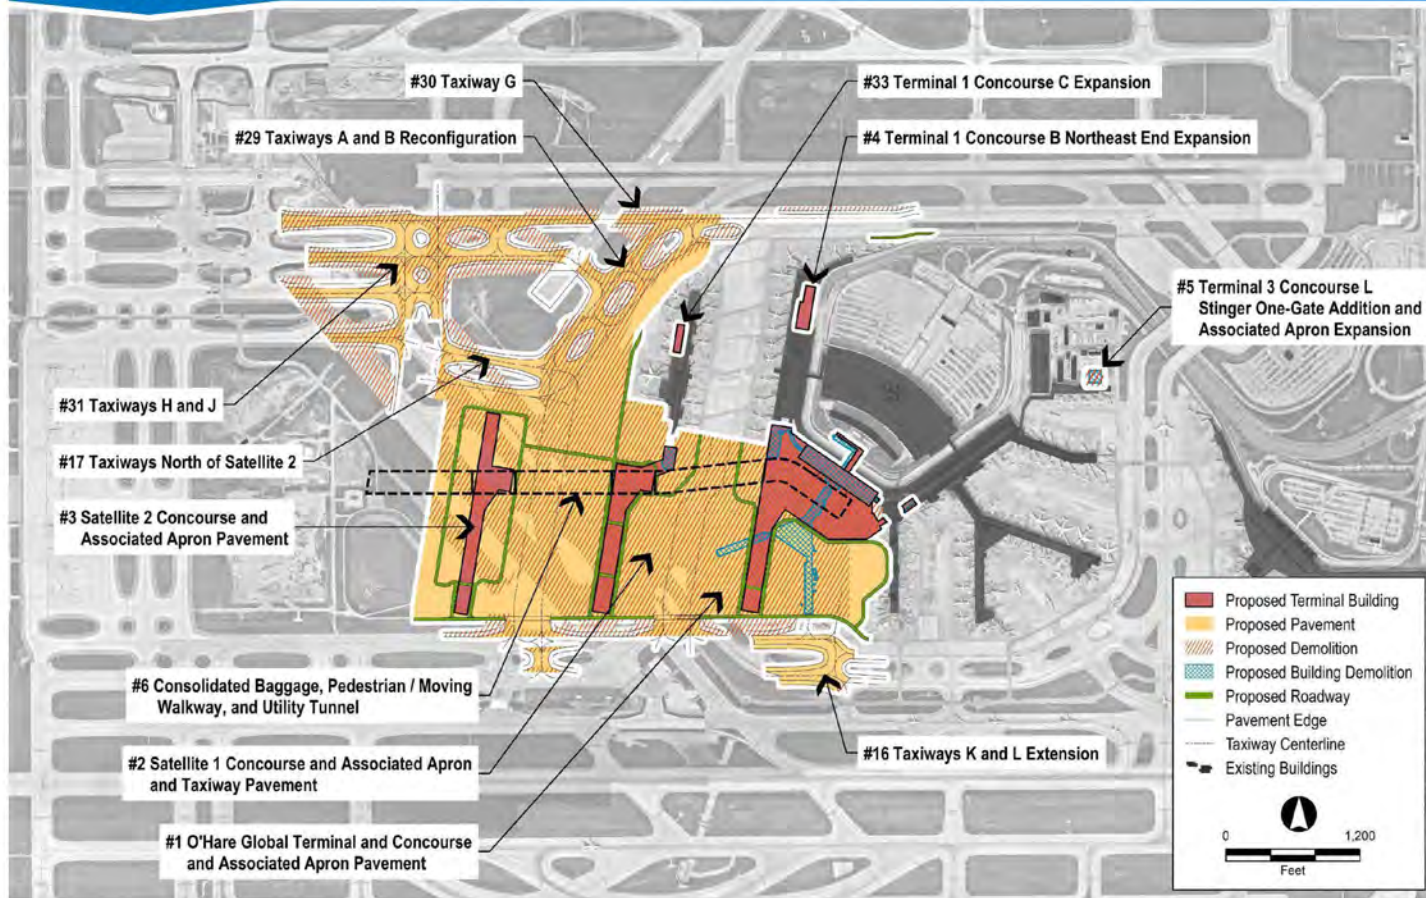 #30 Taxiway G
#33 Terminal 1 Concourse C Expansion
#29 Taxiways A and B Reconfiguration
#4 Terminal 1 Concourse B Northeast End Expansion
#5 Terminal 3 Concourse L
Stinger One-Gate Addition and
Associated Apron Expansion
#31 Taxiways H and J
#17 Taxiways North of Satellite 2
#3 Satellite 2 Concourse and
Associated Apron Pavement
#6 Consolidated Baggage, Pedestrian / Moving
Walkway, and Utility Tunnel
#2 Satellite 1 Concourse and Associated Apron
and Taxiway Pavement
#16 Taxiways K and L Extension
#1 O'Hare Global Terminal and Concourse
and Associated Apron Pavement
Proposed Terminal Building
Proposed Pavement
Proposed Demolition
Proposed Building Demolition
Proposed Roadway
Pavement Edge
Taxiway Centerline
Existing Buildings
0 1,200
Feet